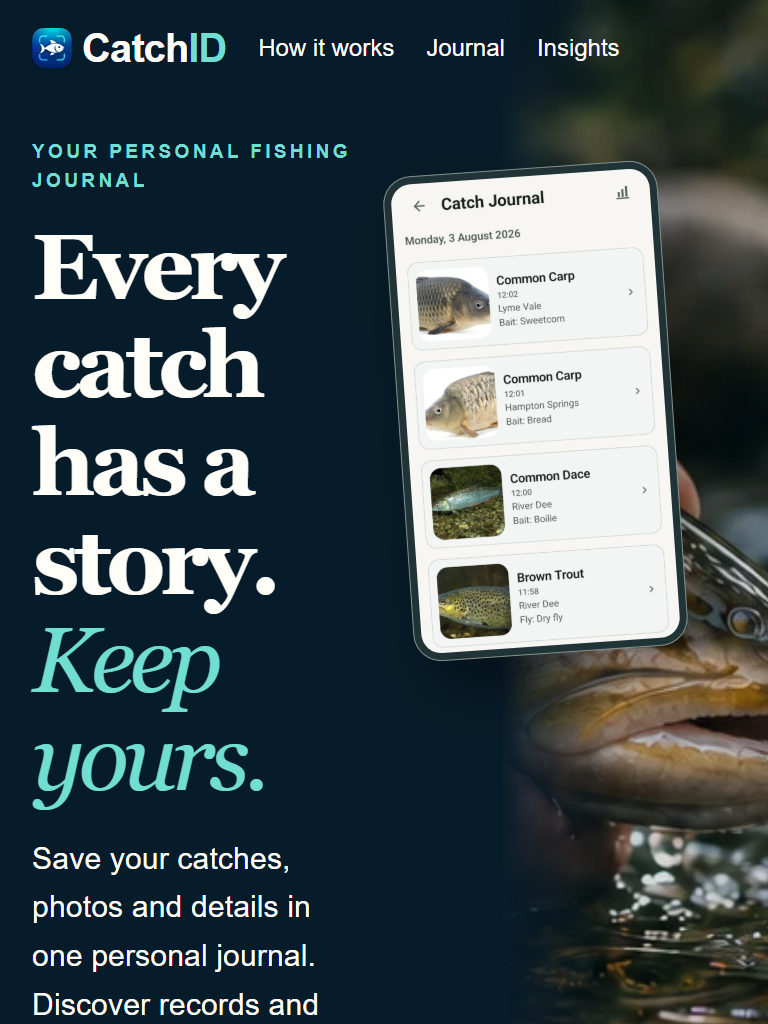 CatchID How it works Journal Insights
YOUR PERSONAL FISHING
JOURNAL
Every
catch
has a
story.
Keep
yours.
Save your catches,
photos and details in
one personal journal.
Discover records and
Catch Journal
Monday, 3 August 2026
Common Carp
12:02
Lyme Vale
Bait: Sweetcorn
Common Carp
12:01
Hampton Springs
Bait: Bread
Common Dace
12:00
River Dee
Bait: Boilie
Brown Trout
11:58
River Dee
Fly: Dry fly